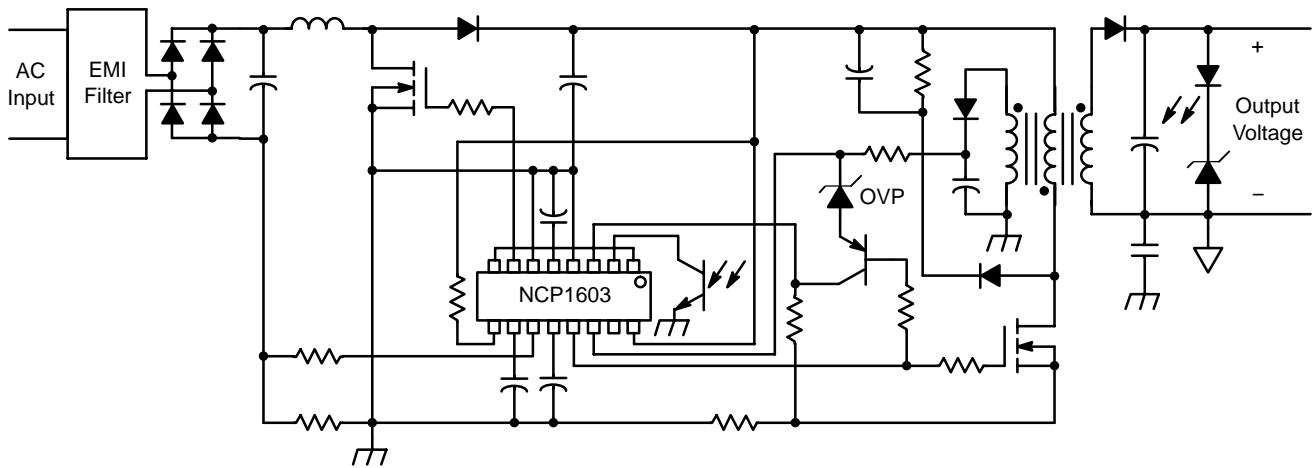 AC
Input
EMI
Filter
NCP1603
OVP
+
Output
Voltage
−